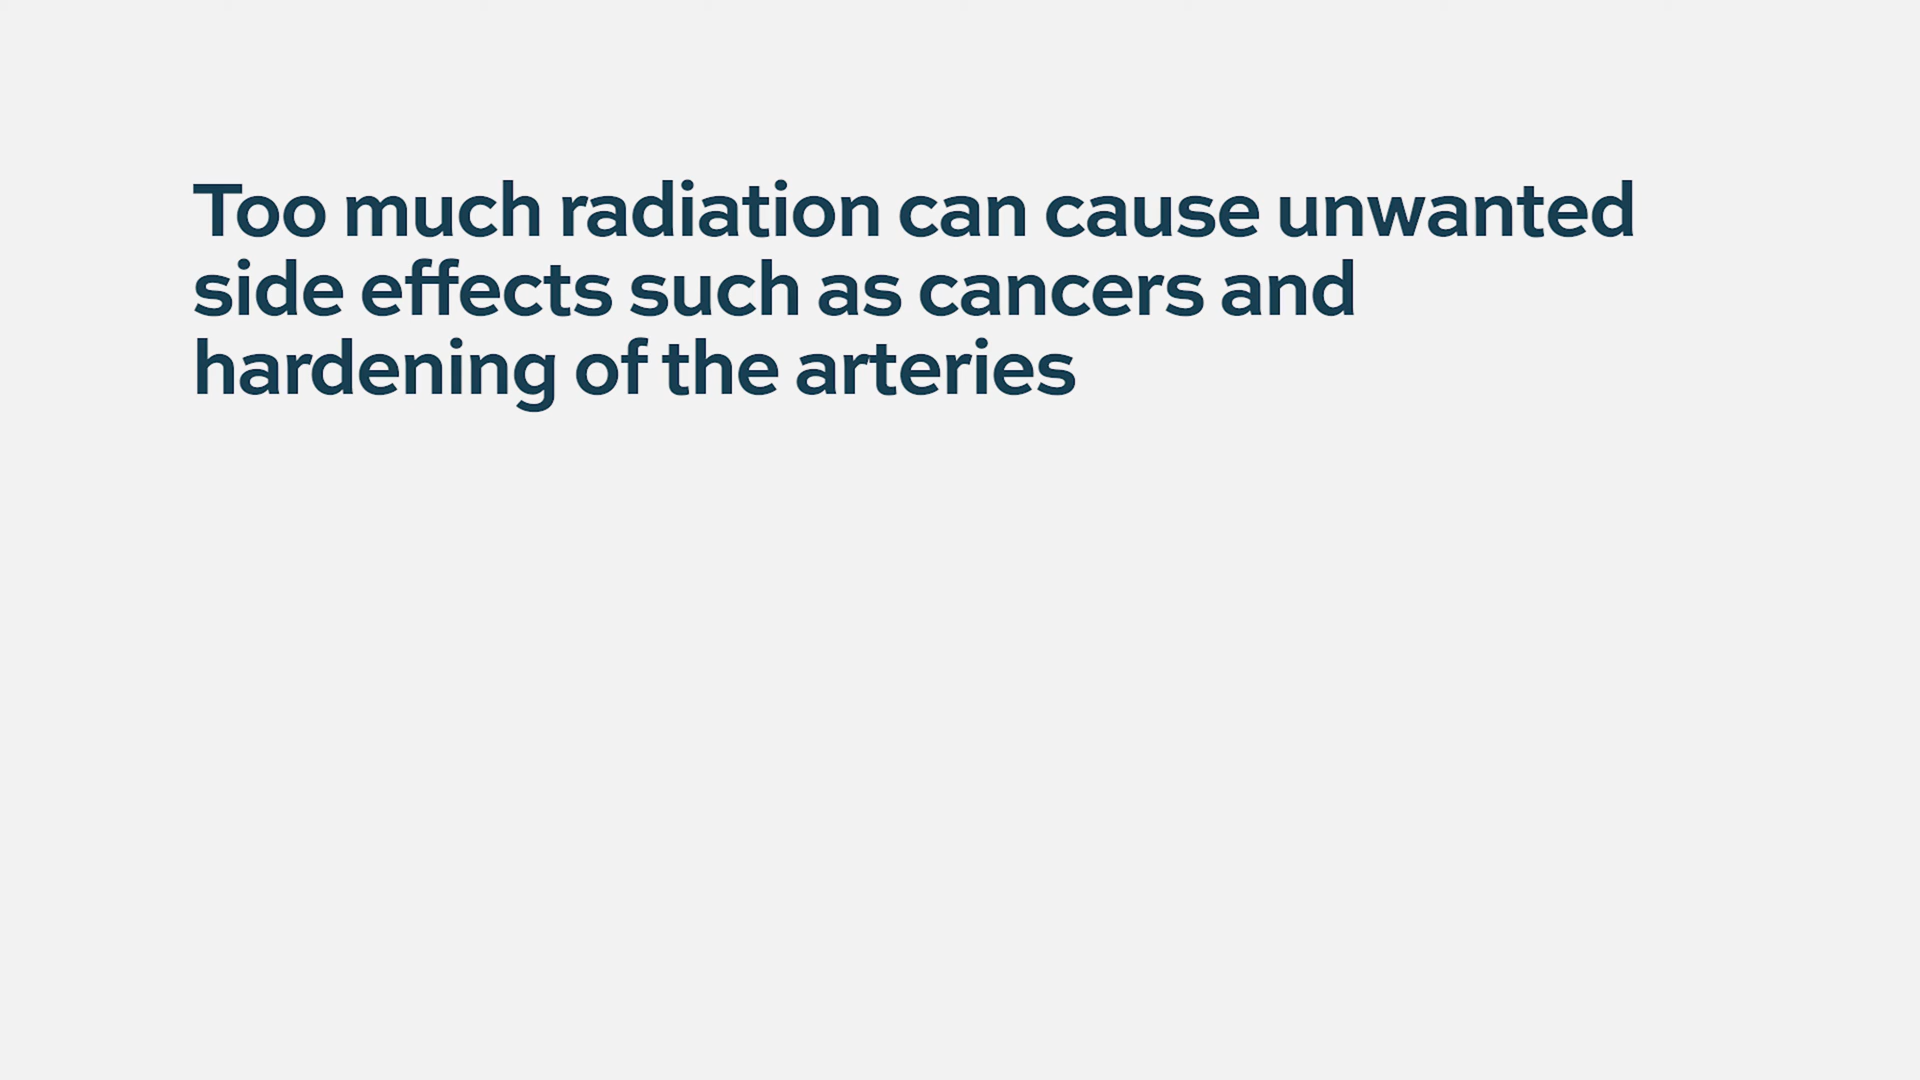 Too much radiation can cause unwanted
side effects such as cancers and
hardening of the arteries